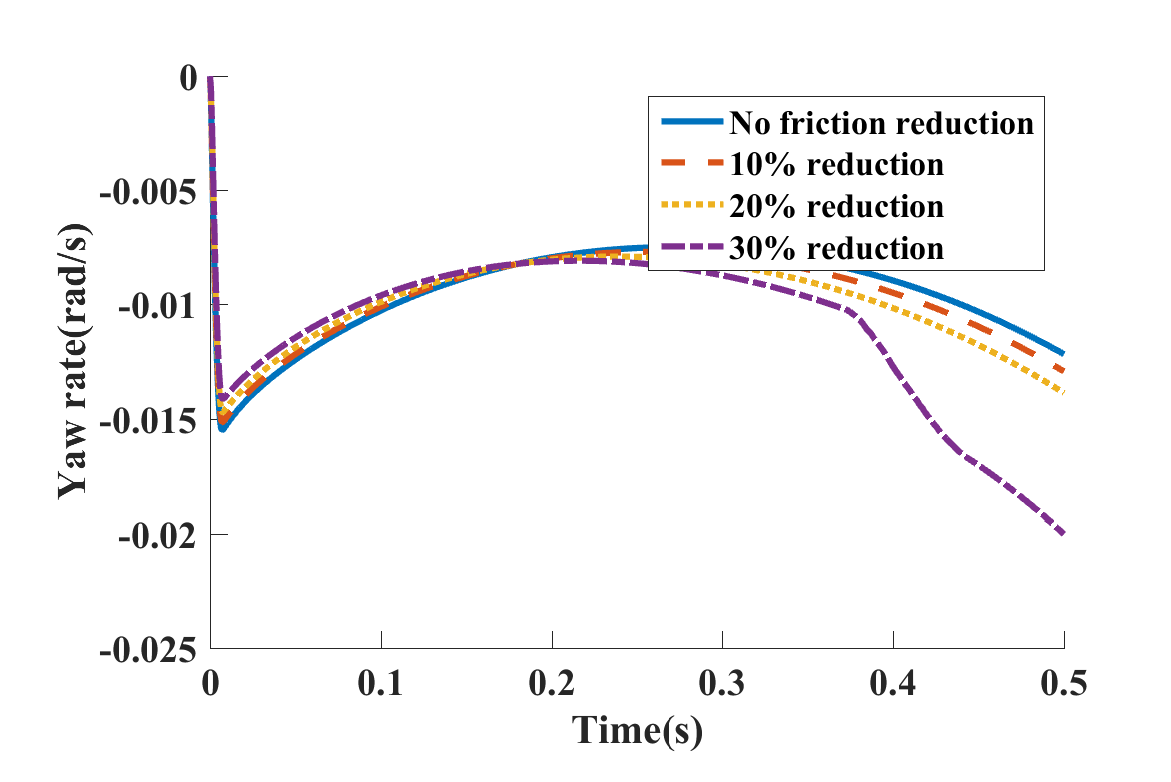 0
-0.005
-0.01
-0.015
-0.02
-0.025
Yaw rate(rad/s)
No friction reduction
10% reduction
20% reduction
30% reduction
0 0.1 0.2 0.3 0.4 0.5
Time(s)